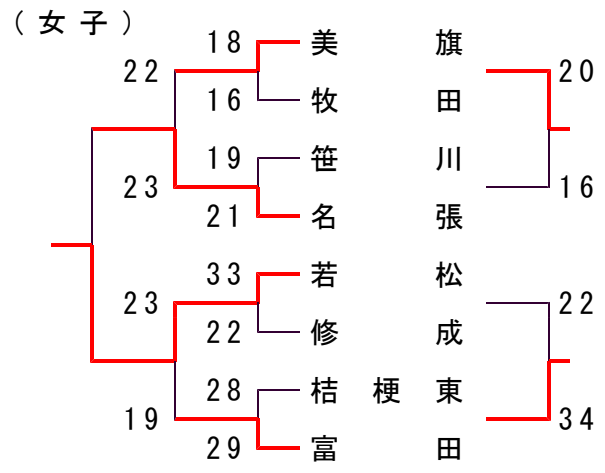 （女子）
18 美旗
22 20
16 牧田
19 笹川
23 16
21 名張
33 若松
23 22
22 修成
28 桔梗東
19 34
29 富田